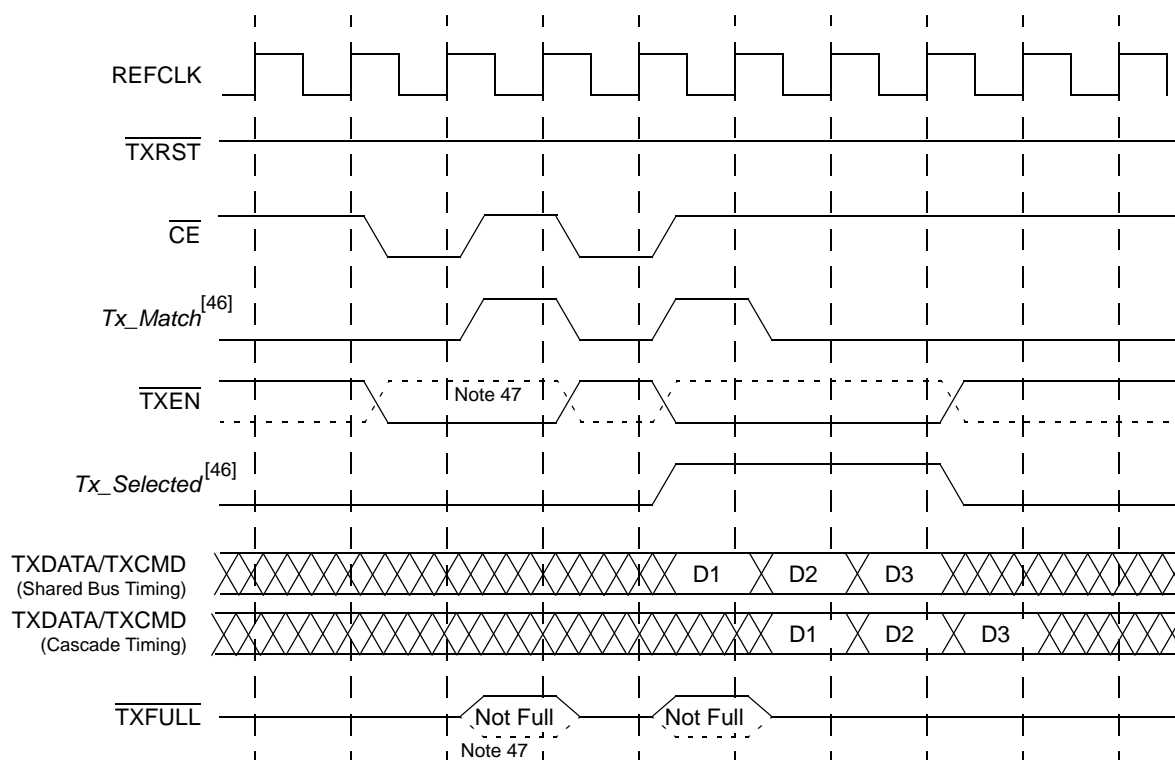 REFCLK
TXRST
CE
Tx_Match[46]
TXEN
Note 47
Tx_Selected[46]
TXDATA/TXCMD
(Shared Bus Timing)
D1
D2
D3
TXDATA/TXCMD
(Cascade Timing)
D1
D2
D3
TXFULL
Not Full
Not Full
Note 47